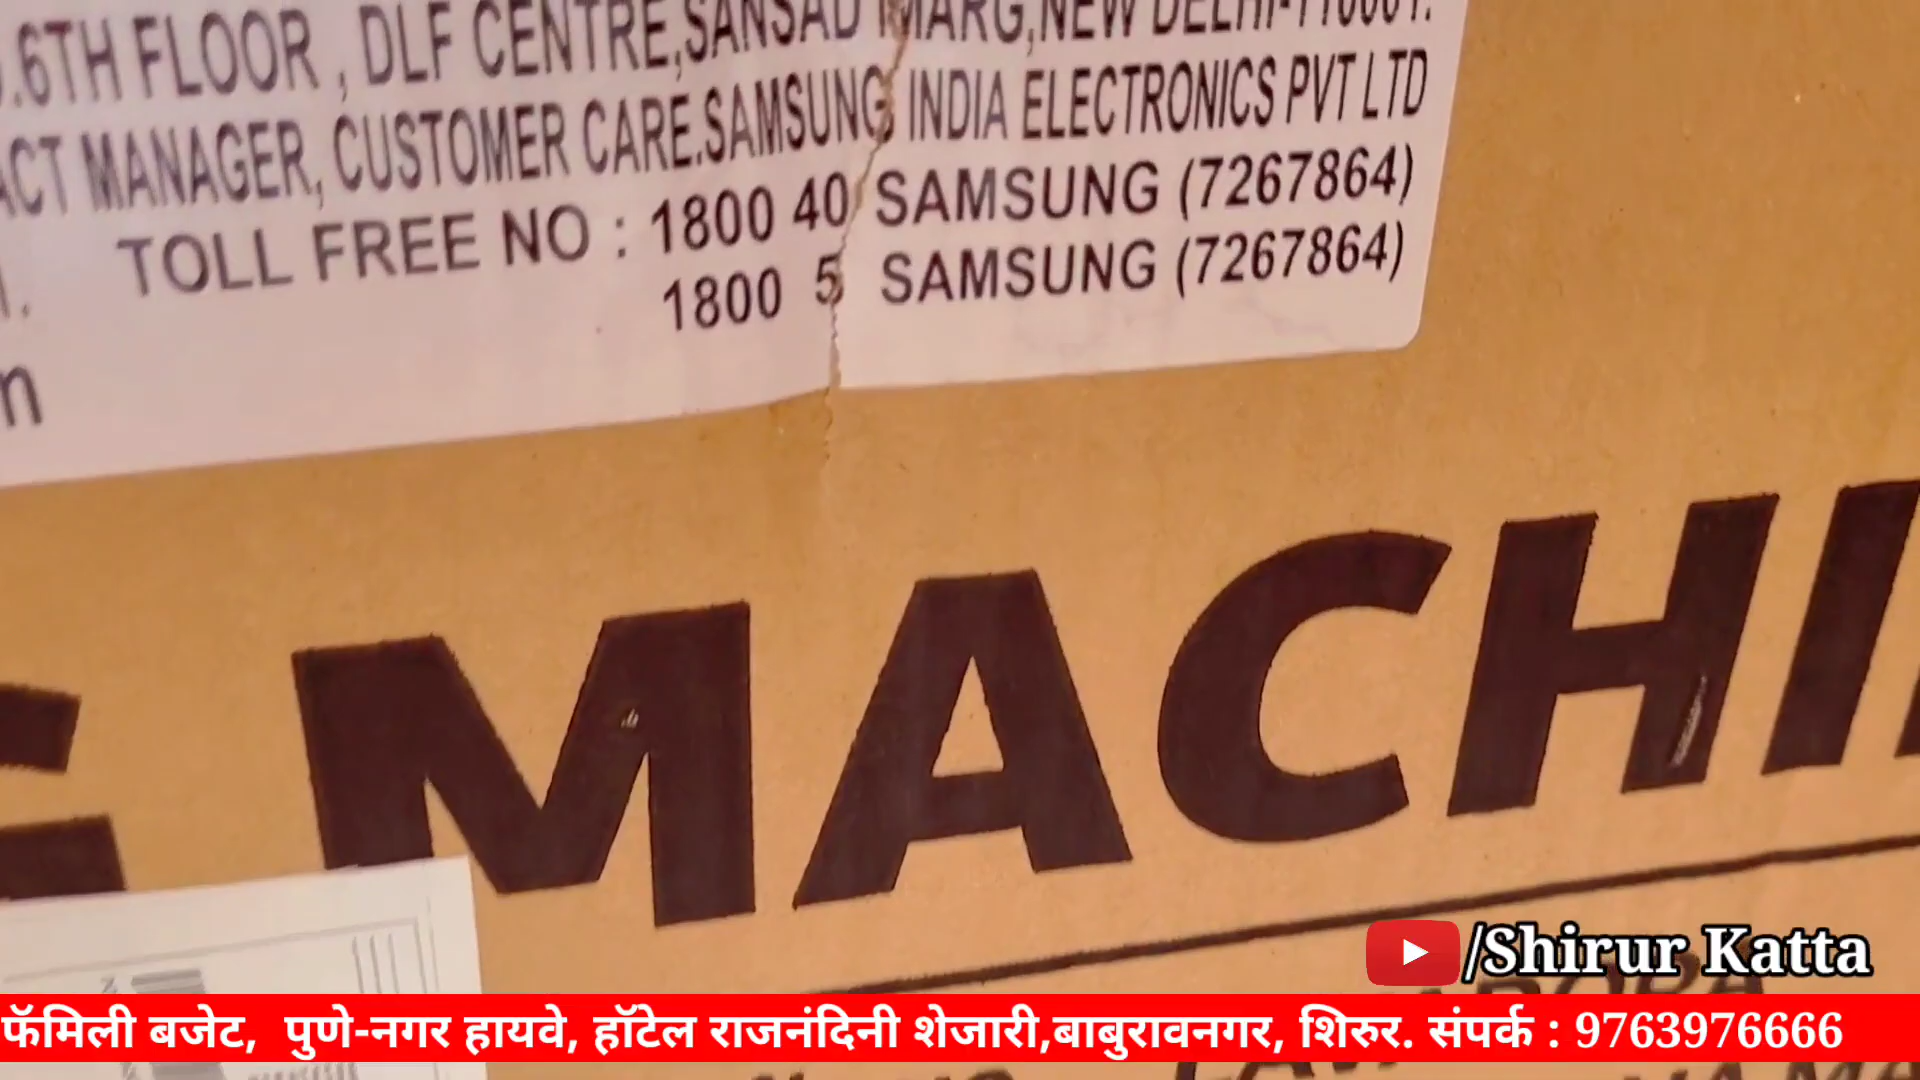 .6TH FLOOR , DLF CENTRE,SANSAD MARG,NEW DELHI-110001.
MANAGER, CUSTOMER CARE.SAMSUNG INDIA ELECTRONICS PVT LTD
TOLL FREE NO : 1800 40 SAMSUNG (7267864)
1800 5 SAMSUNG (7267864)
MACHI
/Shirur Katta
फॅमिली बजेट, पुणे-नगर हायवे, हॉटेल राजनंदिनी शेजारी,बाबुरावनगर, शिरुर. संपर्क : 9763976666